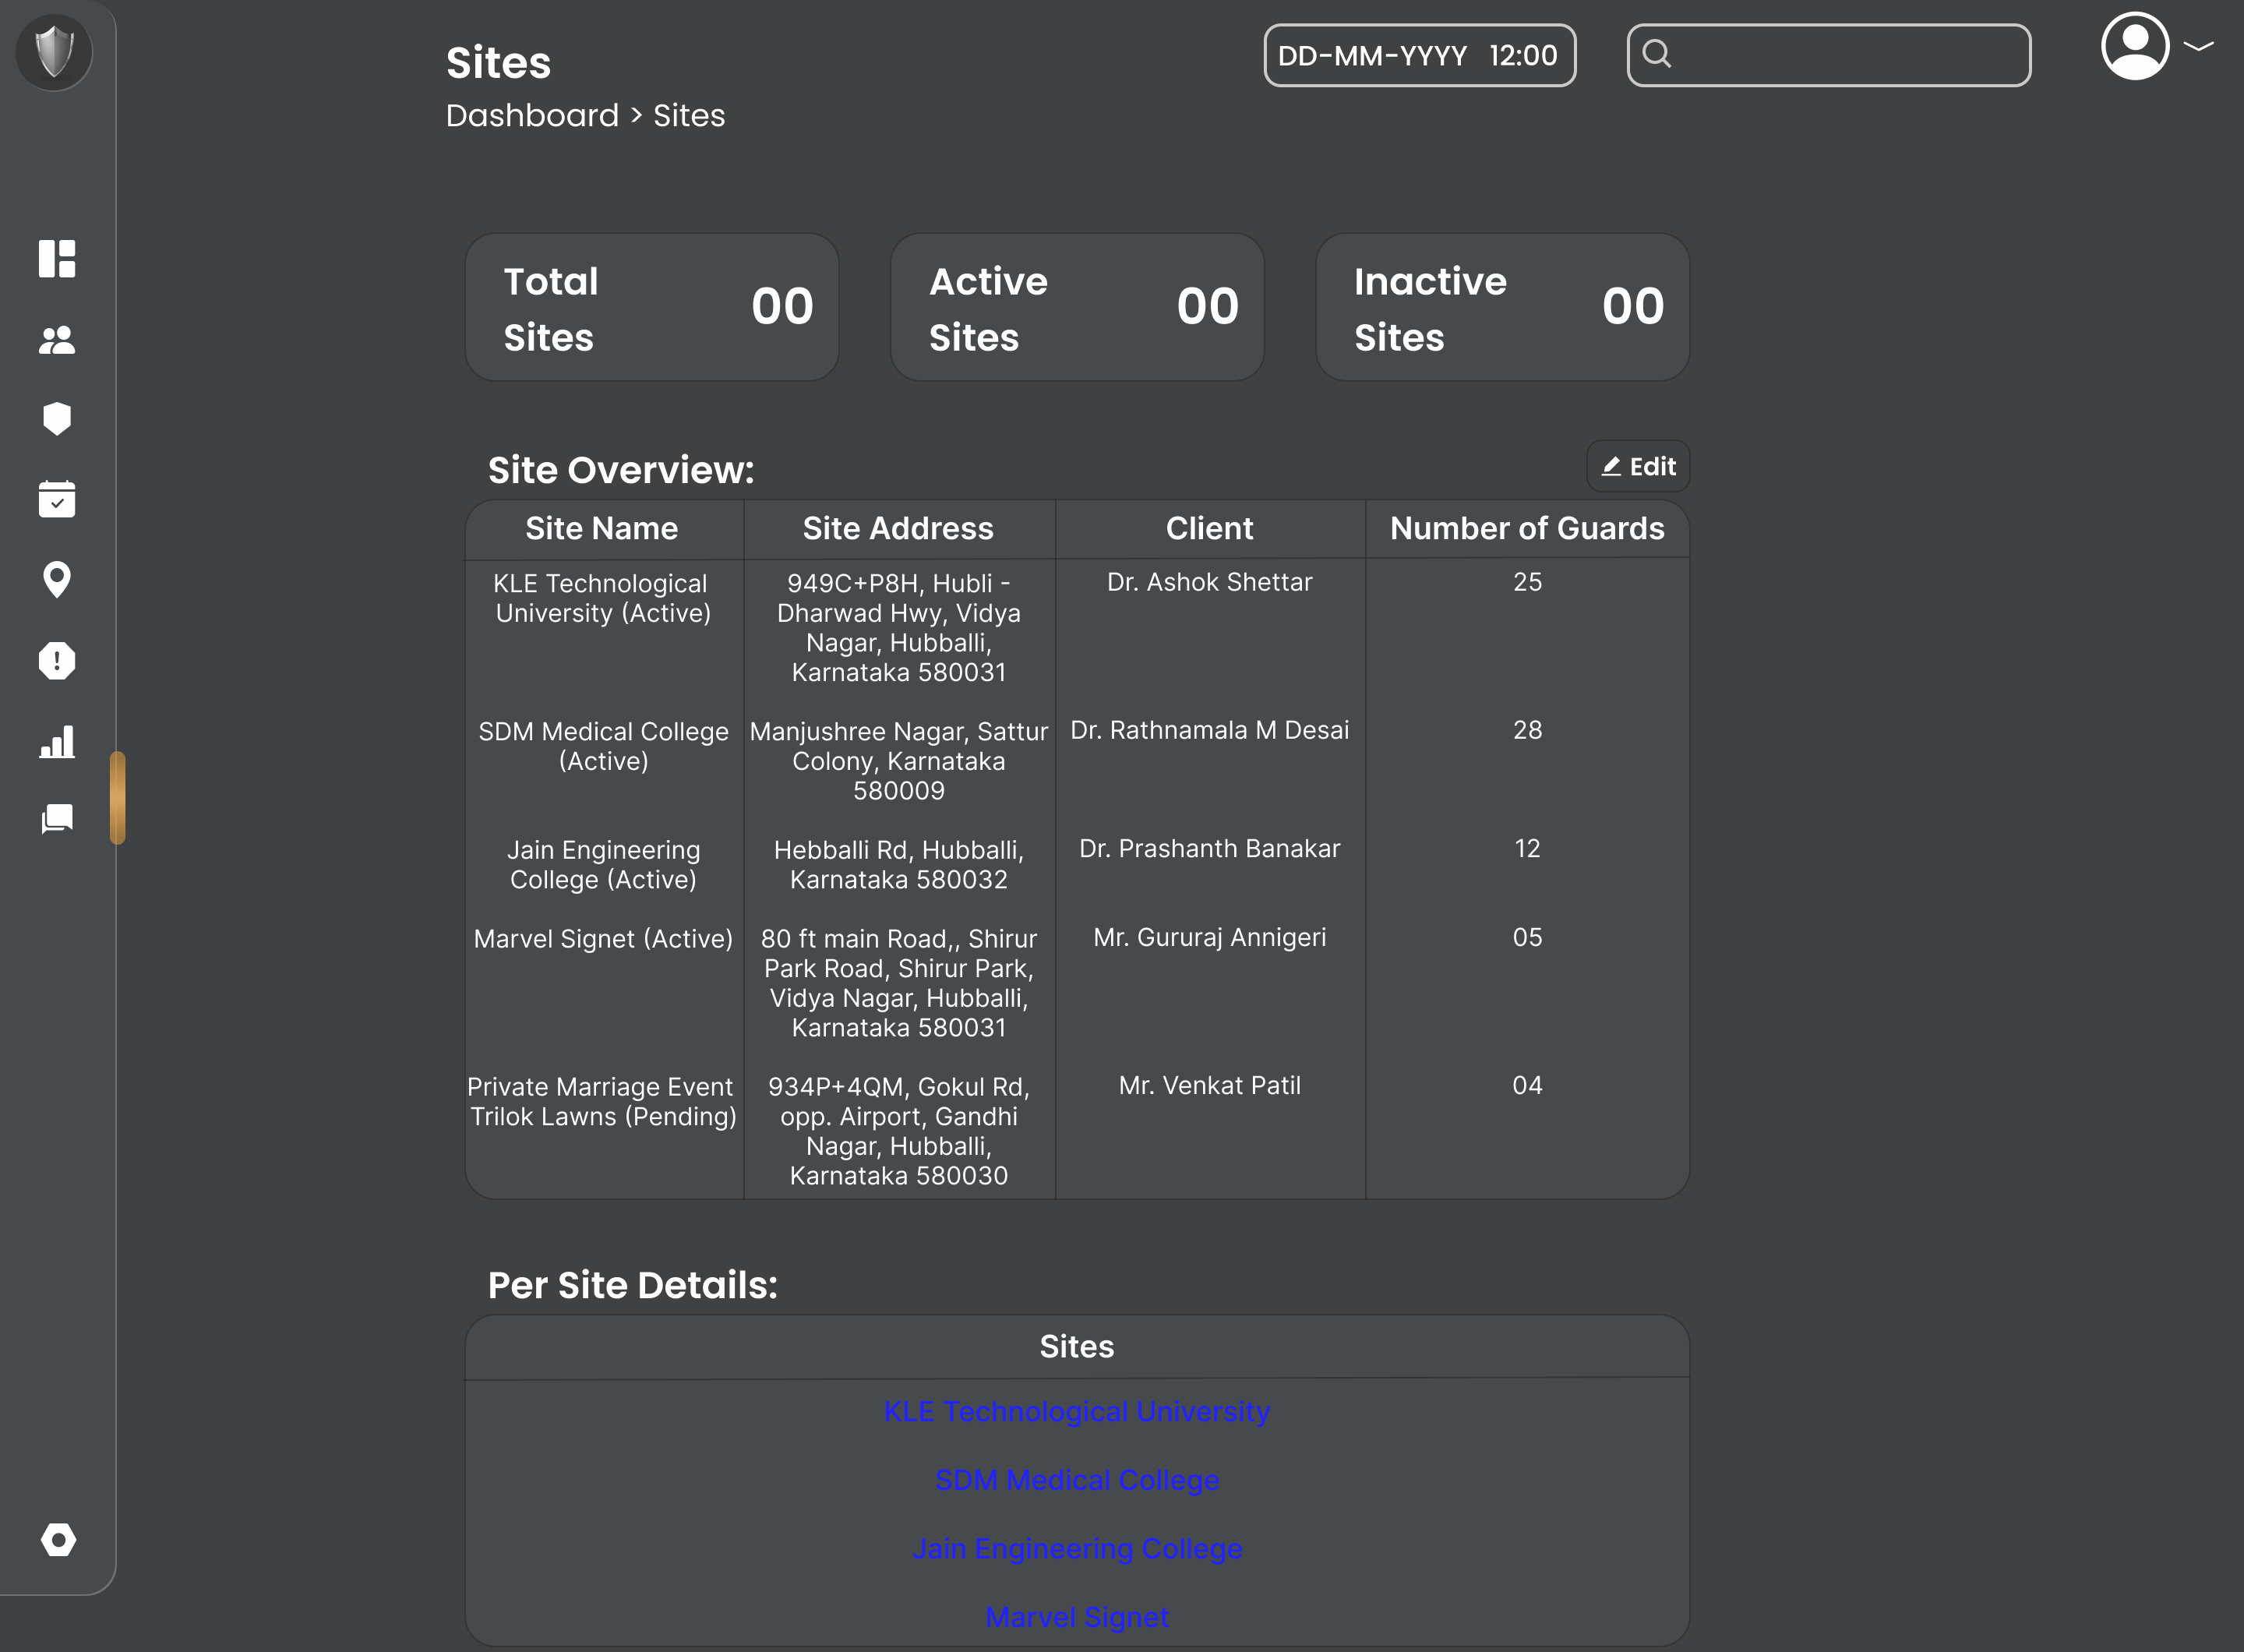 Sites
DD-MM-YYYY 12:00
Dashboard > Sites
Total
Sites
00
Active
Sites
00
Inactive
Sites
00
Site Overview:
Edit
Site Name
Site Address
Client
Number of Guards
KLE Technological
University (Active)
949C+P8H, Hubli -
Dharwad Hwy, Vidya
Nagar, Hubballi,
Karnataka 580031
Dr. Ashok Shettar
25
SDM Medical College
(Active)
Manjushree Nagar, Sattur
Colony, Karnataka
580009
Dr. Rathnamala M Desai
28
Jain Engineering
College (Active)
Hebballi Rd, Hubballi,
Karnataka 580032
Dr. Prashanth Banakar
12
Marvel Signet (Active)
80 ft main Road,, Shirur
Park Road, Shirur Park,
Vidya Nagar, Hubballi,
Karnataka 580031
Mr. Gururaj Annigeri
05
Private Marriage Event
Trilok Lawns (Pending)
934P+4QM, Gokul Rd,
opp. Airport, Gandhi
Nagar, Hubballi,
Karnataka 580030
Mr. Venkat Patil
04
Per Site Details:
Sites
KLE Technological University
SDM Medical College
Jain Engineering College
Marvel Signet